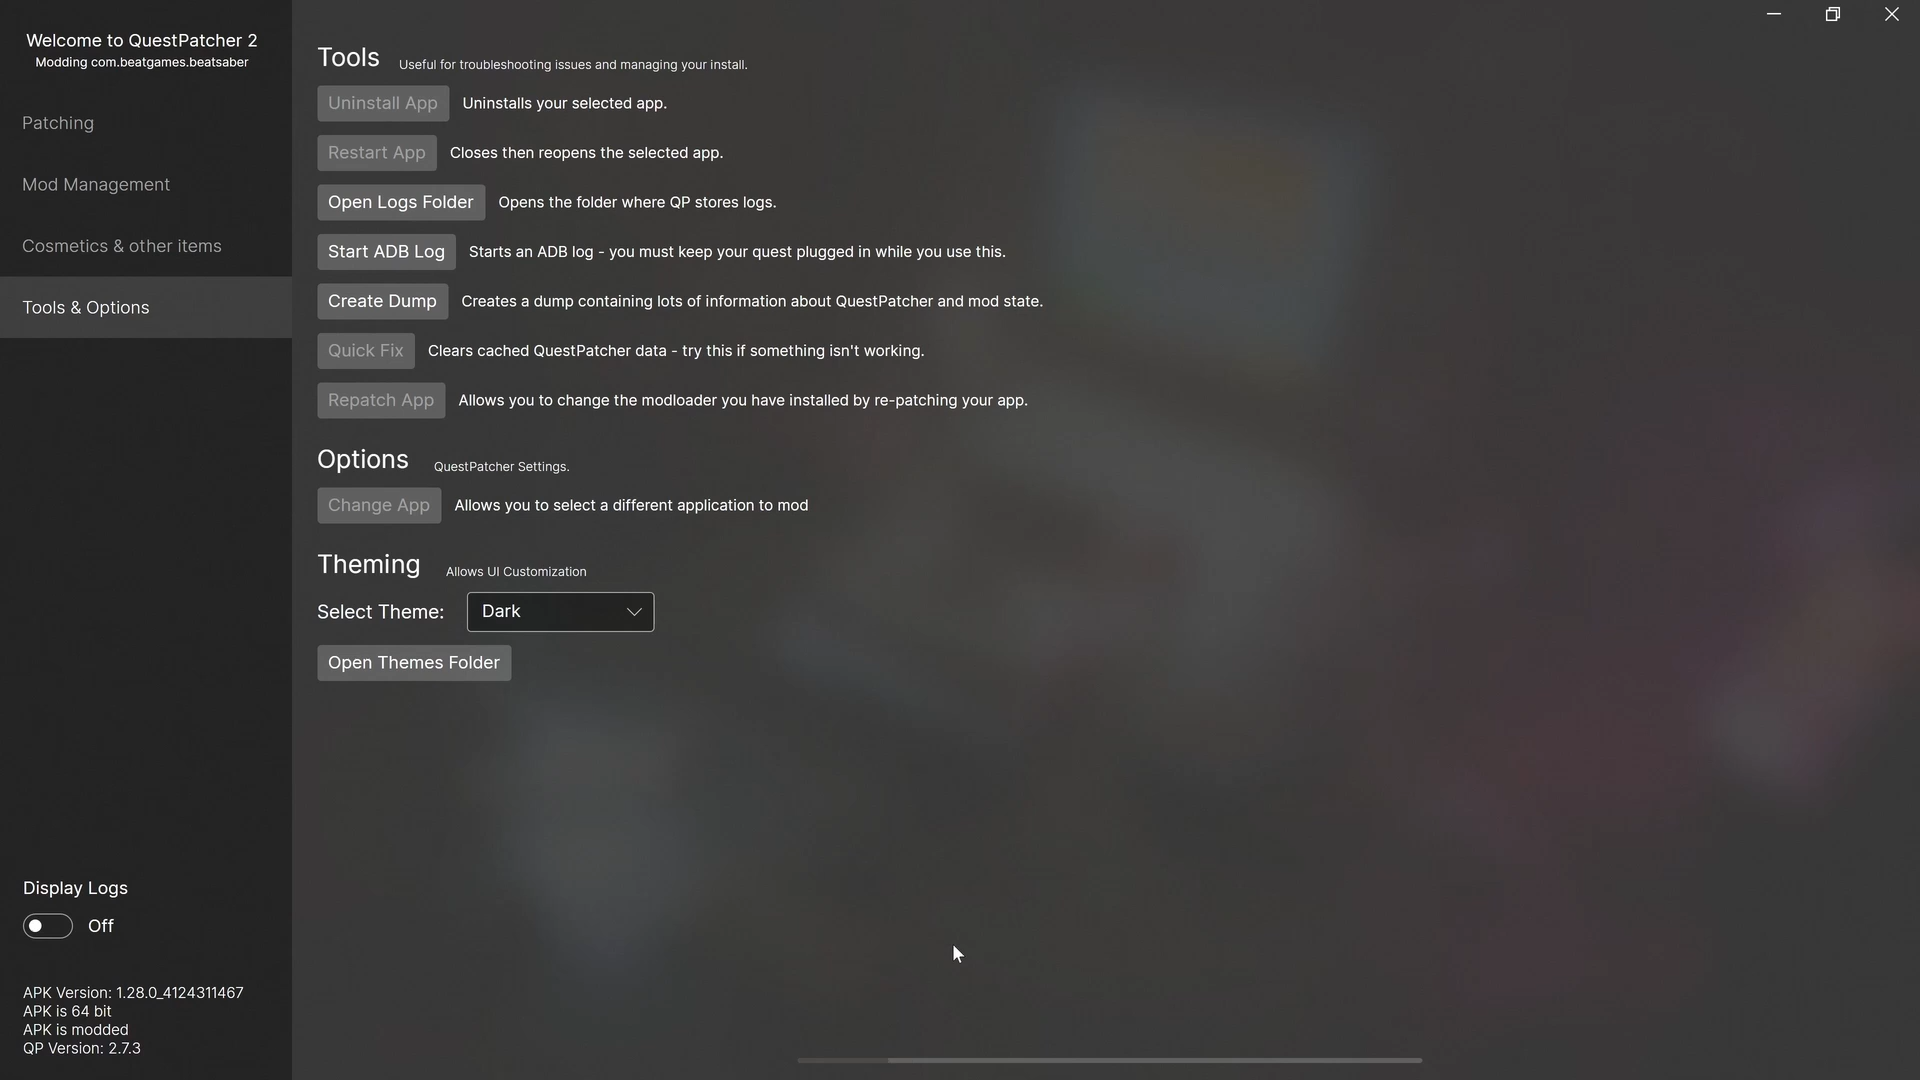 Welcome to QuestPatcher 2
Modding com.beatgames.beatsaber
Patching
Mod Management
Cosmetics & other items
Tools & Options
Display Logs
Off
APK Version: 1.28.0_4124311467
APK is 64 bit
APK is modded
QP Version: 2.7.3
Tools Useful for troubleshooting issues and managing your install.
Uninstall App Uninstalls your selected app.
Restart App Closes then reopens the selected app.
Open Logs Folder Opens the folder where QP stores logs.
Start ADB Log Starts an ADB log - you must keep your quest plugged in while you use this.
Create Dump Creates a dump containing lots of information about QuestPatcher and mod state.
Quick Fix Clears cached QuestPatcher data - try this if something isn't working.
Repatch App Allows you to change the modloader you have installed by re-patching your app.
Options QuestPatcher Settings.
Change App Allows you to select a different application to mod
Theming Allows UI Customization
Select Theme: Dark
Open Themes Folder